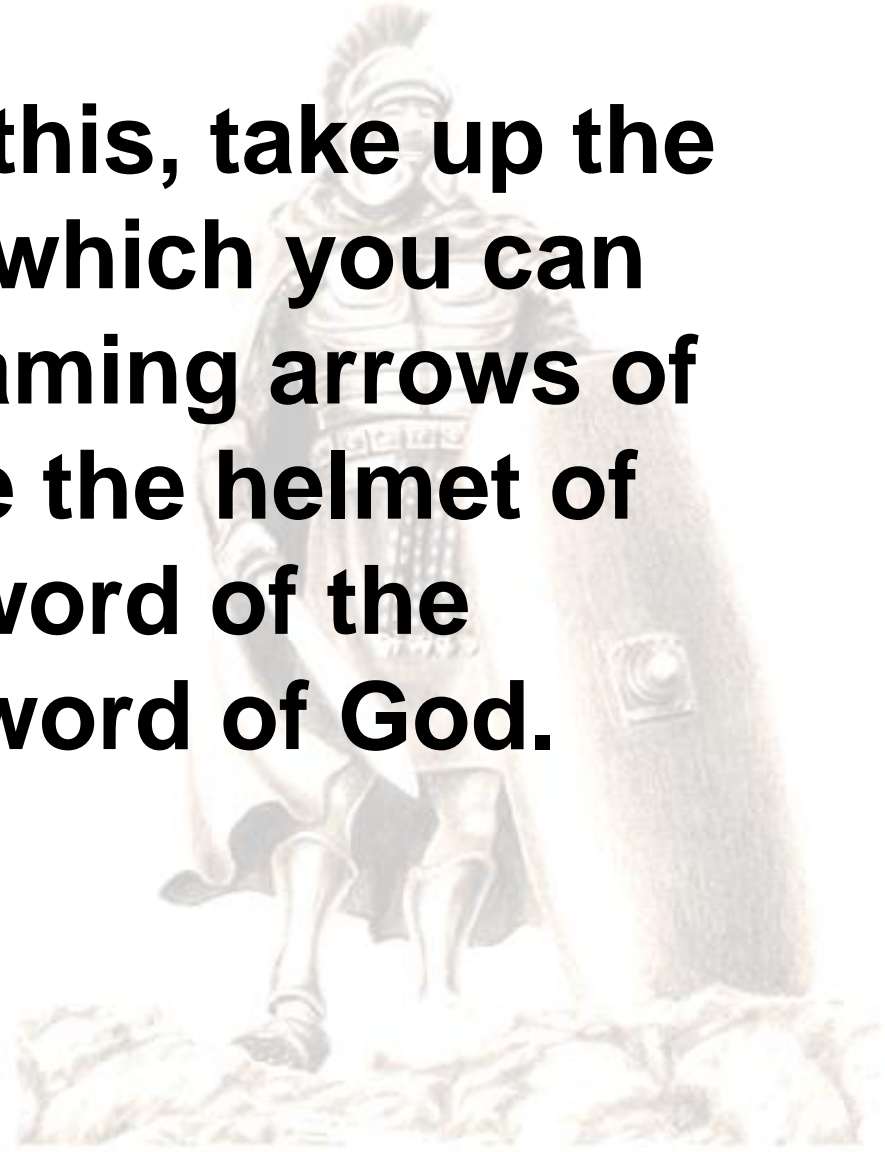 this, take up the
which you can
aming arrows of
e the helmet of
word of the
word of God.